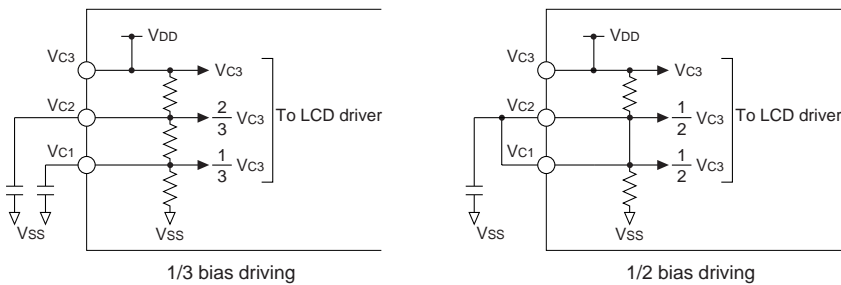 VDD
VC3
VC3
VC2
2/3 VC3
To LCD driver
VC1
1/3 VC3
VSS
VSS
1/3 bias driving
VDD
VC3
VC3
VC2
1/2 VC3
To LCD driver
VC1
1/2 VC3
VSS
VSS
1/2 bias driving